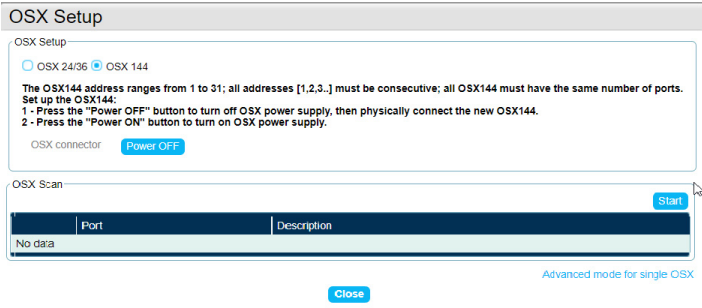 OSX Setup
OSX Setup
OSX 24/36 OSX 144
The OSX144 address ranges from 1 to 31; all addresses [1,2,3..] must be consecutive; all OSX144 must have the same number of ports.
Set up the OSX144:
1 - Press the "Power OFF" button to turn off OSX power supply, then physically connect the new OSX144.
2 - Press the "Power ON" button to turn on OSX power supply.
OSX connector Power OFF
OSX Scan
Start
Port Description
No data
Advanced mode for single OSX
Close